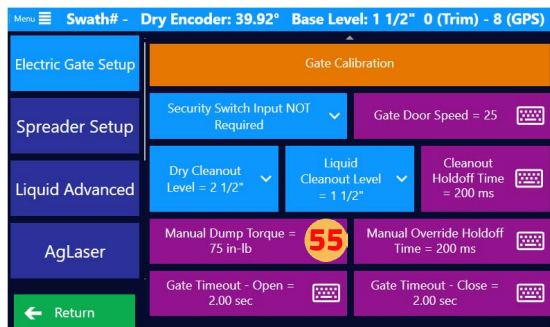 Menu Swath# - Dry Encoder: 39.92° Base Level: 1 1/2" 0 (Trim) - 8 (GPS)
Electric Gate Setup
Gate Calibration
Security Switch Input NOT
Required
Gate Door Speed = 25
Spreader Setup
Dry Cleanout
Level = 2 1/2"
Liquid
Cleanout Level
= 1 1/2"
Cleanout
Holdoff Time
= 200 ms
Liquid Advanced
Manual Dump Torque =
75 in-lb
55
Manual Override Holdoff
Time = 200 ms
AgLaser
Gate Timeout - Open =
2.00 sec
Gate Timeout - Close =
2.00 sec
Return